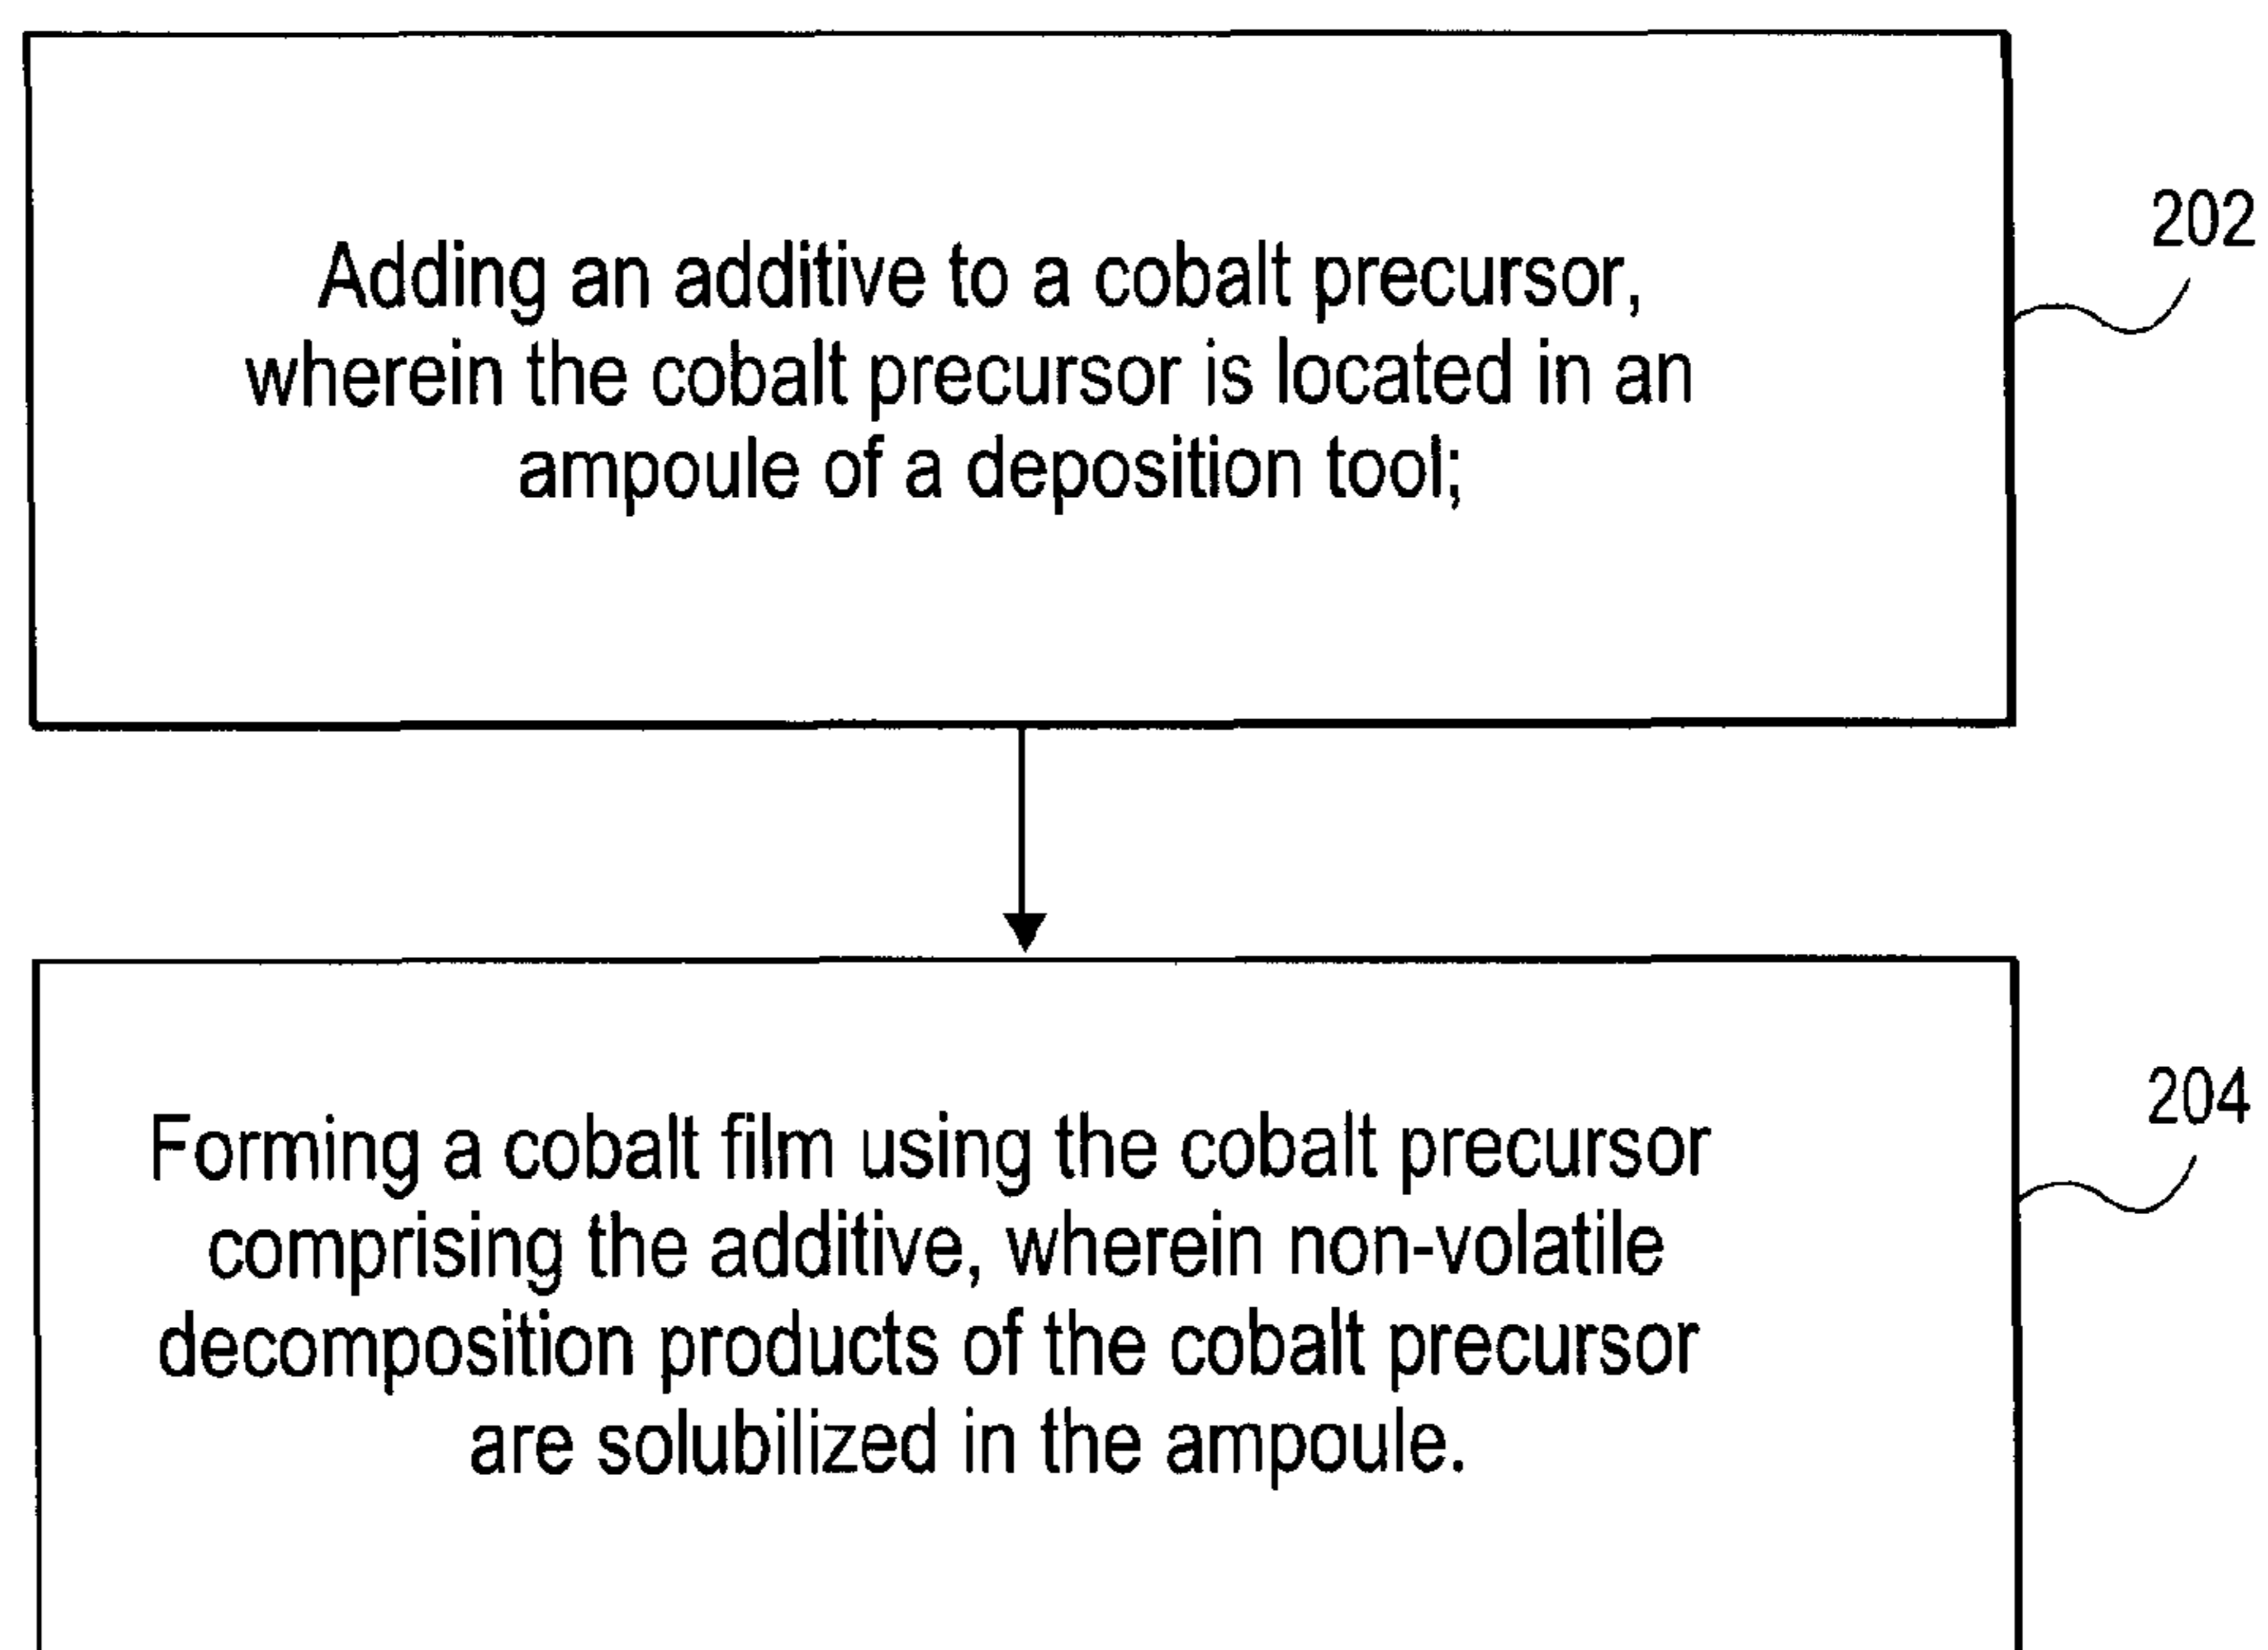 Adding an additive to a cobalt precursor,
wherein the cobalt precursor is located in an
ampoule of a deposition tool;
202
Forming a cobalt film using the cobalt precursor
comprising the additive, wherein non-volatile
decomposition products of the cobalt precursor
are solubilized in the ampoule.
204